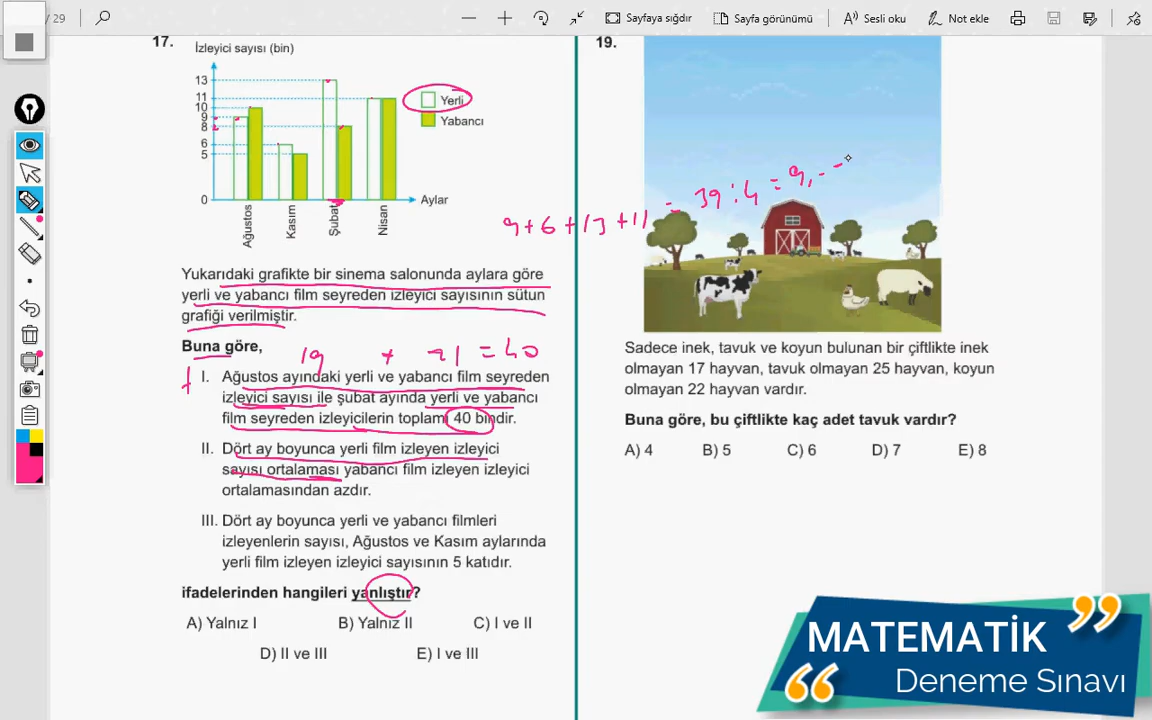 / 29
Sayfaya sığdır
Sayfa görünümü
Sesli oku
Not ekle
17.
İzleyici sayısı (bin)
13
11
10
9
8
6
5
0
Yerli
Yabancı
Aylar
Ağustos
Kasım
Şubat
Nisan
Yukarıdaki grafikte bir sinema salonunda aylara göre
yerli ve yabancı film seyreden izleyici sayısının sütun
grafiği verilmiştir.
Buna göre,
19 + 21 = 40
I. Ağustos ayındaki yerli ve yabancı film seyreden
izleyici sayısı ile şubat ayında yerli ve yabancı
film seyreden izleyicilerin toplamı 40 bindir.
II. Dört ay boyunca yerli film izleyen izleyici
sayısı ortalaması yabancı film izleyen izleyici
ortalamasından azdır.
III. Dört ay boyunca yerli ve yabancı filmleri
izleyenlerin sayısı, Ağustos ve Kasım aylarında
yerli film izleyen izleyici sayısının 5 katıdır.
ifadelerinden hangileri yanlıştır?
A) Yalnız I B) Yalnız II C) I ve II
D) II ve III E) I ve III
19.
9 + 6 + 13 + 11 = 39 : 4 = 9, - -
Sadece inek, tavuk ve koyun bulunan bir çiftlikte inek
olmayan 17 hayvan, tavuk olmayan 25 hayvan, koyun
olmayan 22 hayvan vardır.
Buna göre, bu çiftlikte kaç adet tavuk vardır?
A) 4 B) 5 C) 6 D) 7 E) 8
MATEMATİK
Deneme Sınavı